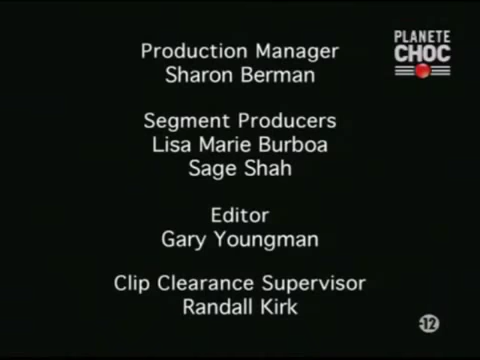 PLANETE
CHOC
Production Manager
Sharon Berman
Segment Producers
Lisa Marie Burboa
Sage Shah
Editor
Gary Youngman
Clip Clearance Supervisor
Randall Kirk
-12